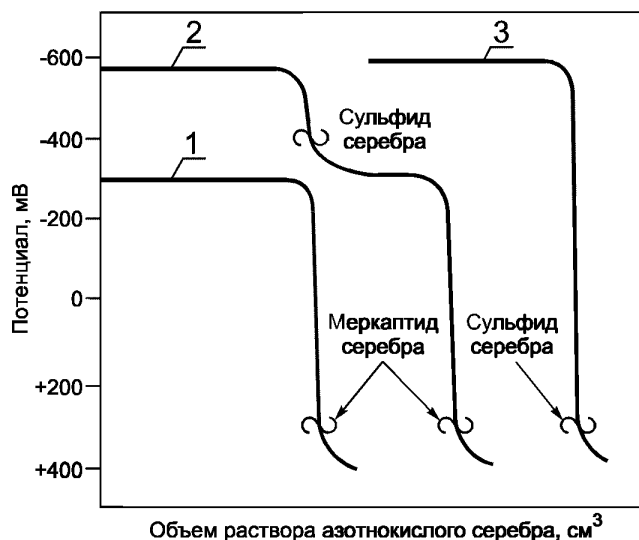 2
3
-600
Сульфид
серебра
-400
1
-200
0
Меркаптид
серебра
Сульфид
серебра
+200
+400
Потенциал, мВ
Объем раствора азотнокислого серебра, см³